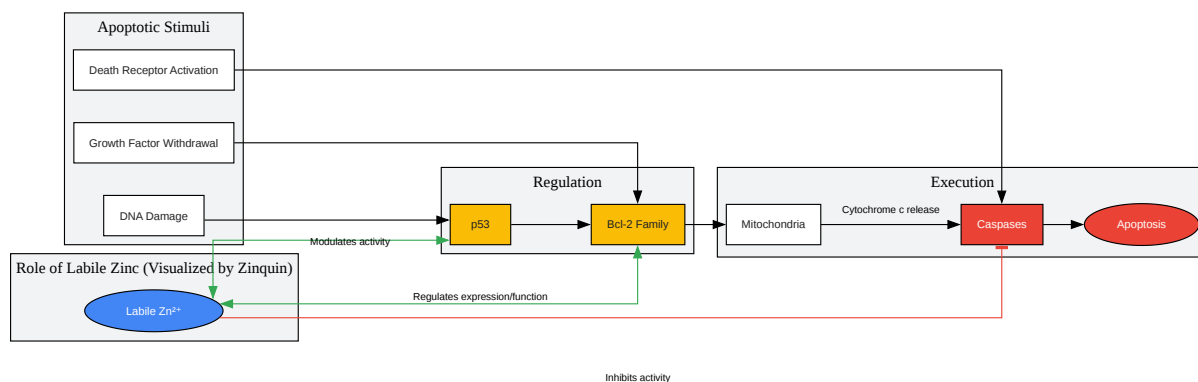 Apoptotic Stimuli
Death Receptor Activation
Growth Factor Withdrawal
DNA Damage
Regulation
p53
Bcl-2 Family
Execution
Mitochondria
Cytochrome c release
Caspases
Apoptosis
Modulates activity
Role of Labile Zinc (Visualized by Zinquin)
Labile Zn²⁺
Regulates expression/function
Inhibits activity